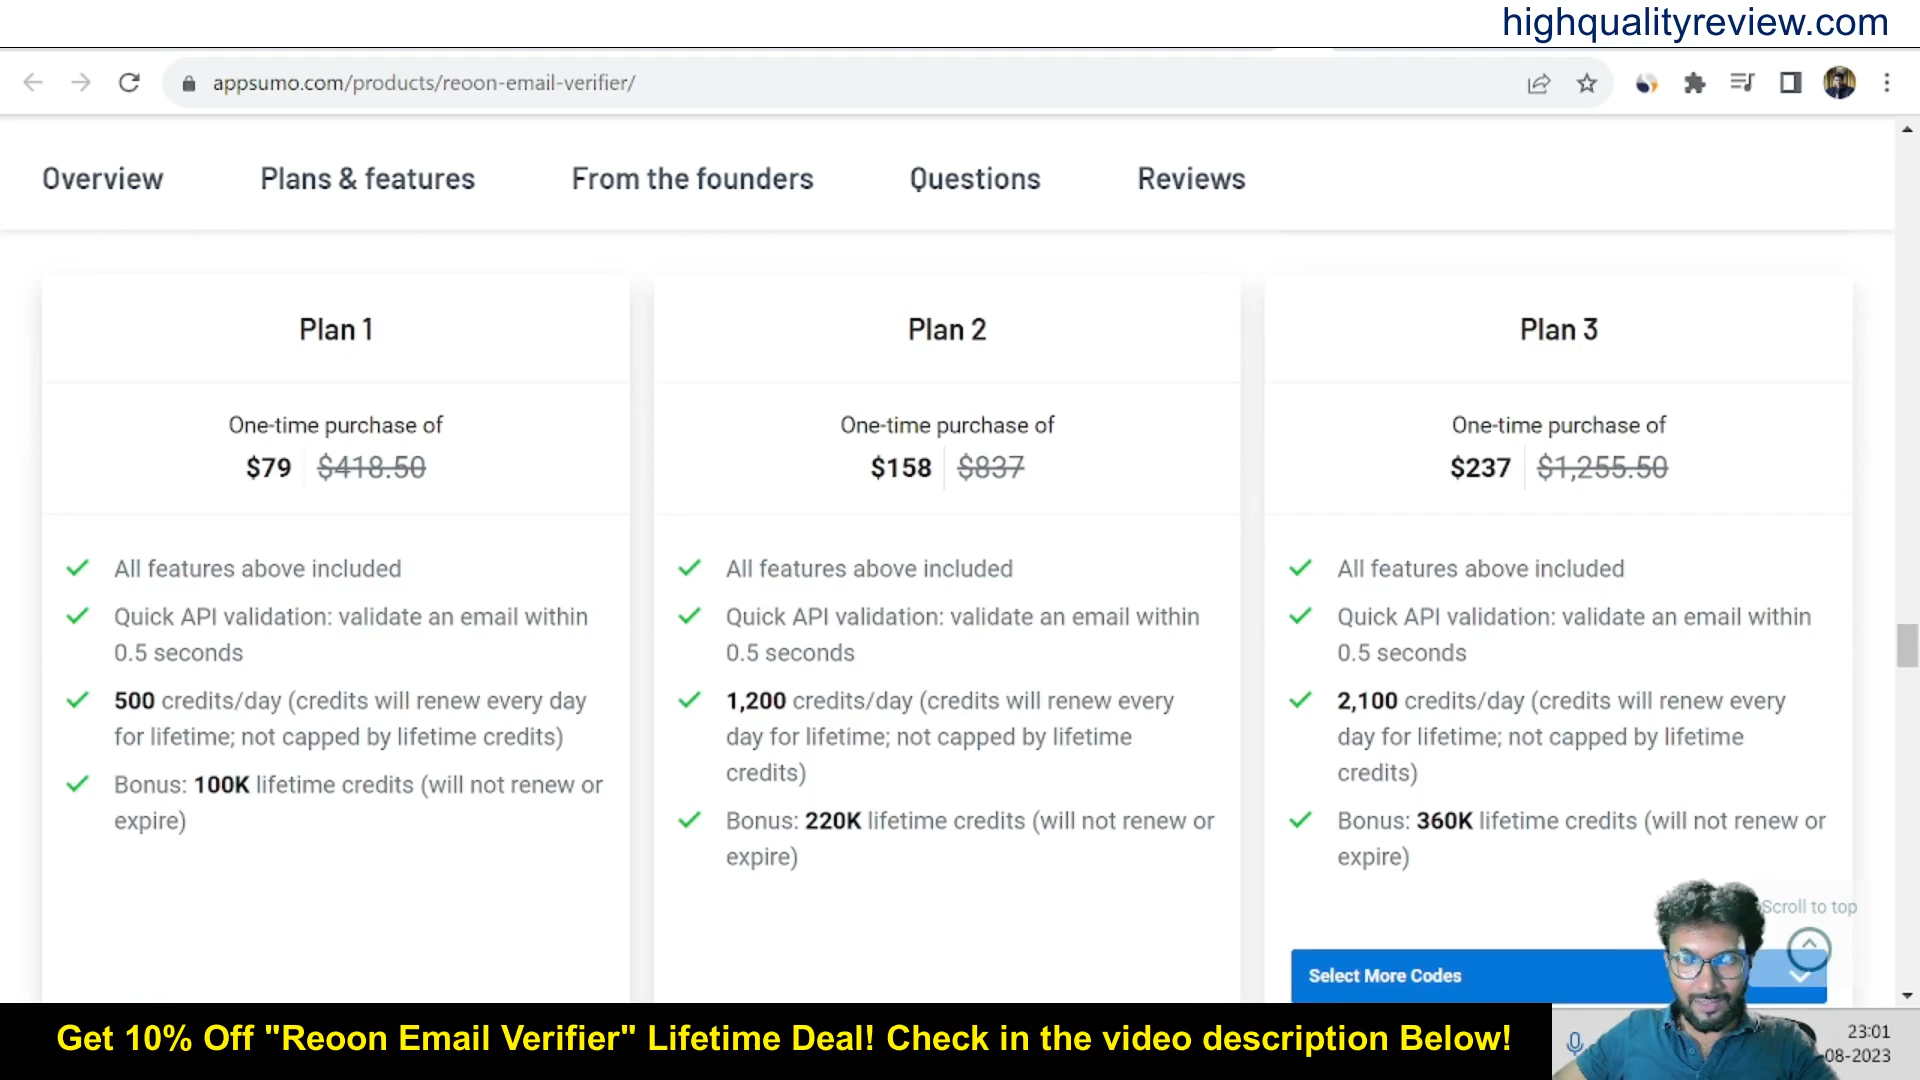 highqualityreview.com
appsumo.com/products/reoon-email-verifier/
Overview
Plans & features
From the founders
Questions
Reviews
Plan 1
One-time purchase of
$79 $418.50
All features above included
Quick API validation: validate an email within
0.5 seconds
500 credits/day (credits will renew every day
for lifetime; not capped by lifetime credits)
Bonus: 100K lifetime credits (will not renew or
expire)
Plan 2
One-time purchase of
$158 $837
All features above included
Quick API validation: validate an email within
0.5 seconds
1,200 credits/day (credits will renew every
day for lifetime; not capped by lifetime
credits)
Bonus: 220K lifetime credits (will not renew or
expire)
Plan 3
One-time purchase of
$237 $1,255.50
All features above included
Quick API validation: validate an email within
0.5 seconds
2,100 credits/day (credits will renew every
day for lifetime; not capped by lifetime
credits)
Bonus: 360K lifetime credits (will not renew or
expire)
Scroll to top
Select More Codes
Get 10% Off "Reoon Email Verifier" Lifetime Deal! Check in the video description Below!
23:01
08-2023